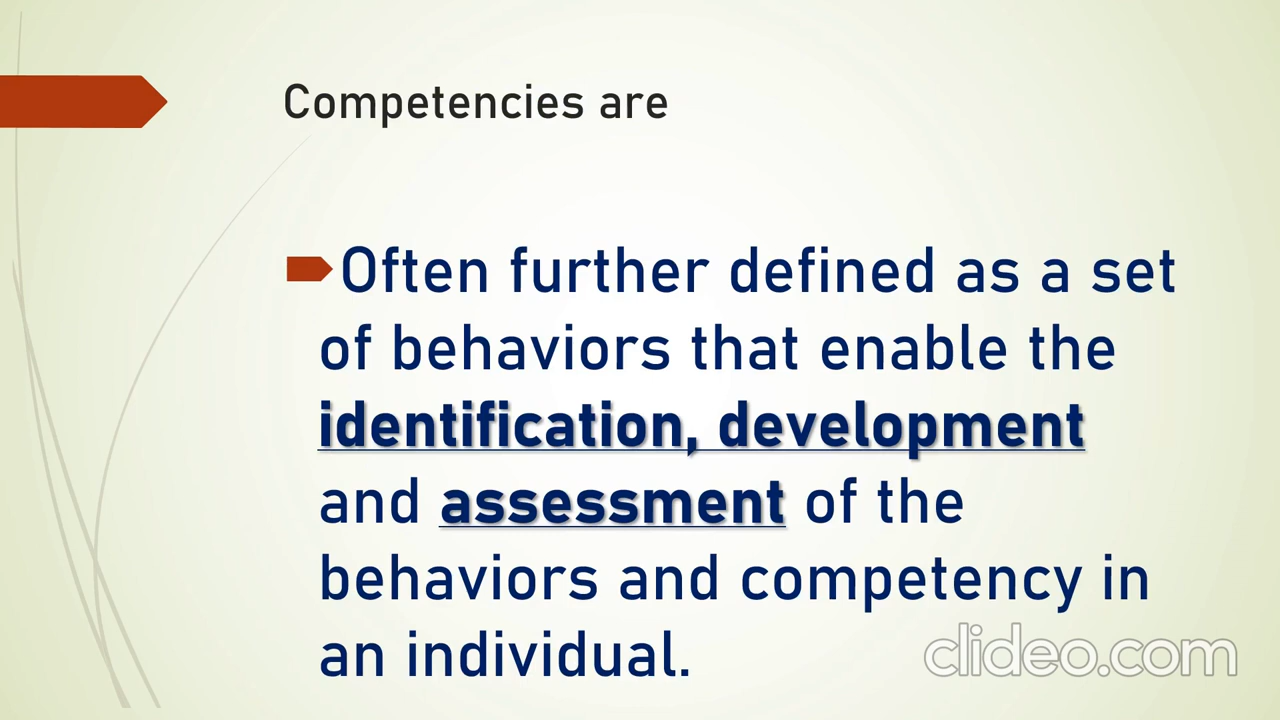 Competencies are
Often further defined as a set
of behaviors that enable the
identification, development
and assessment of the
behaviors and competency in
an individual.
clideo.com